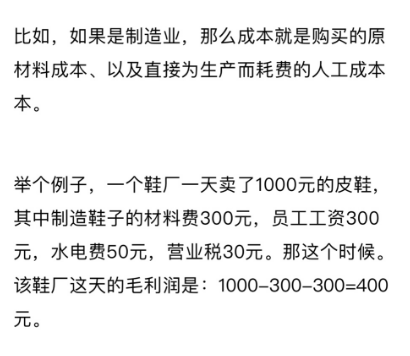 比如，如果是制造业，那么成本就是购买的原
材料成本、以及直接为生产而耗费的人工成本
本。
举个例子，一个鞋厂一天卖了1000元的皮鞋，
其中制造鞋子的材料费300元，员工工资300
元，水电费50元，营业税30元。那这个时候。
该鞋厂这天的毛利润是：1000-300-300=400
元。